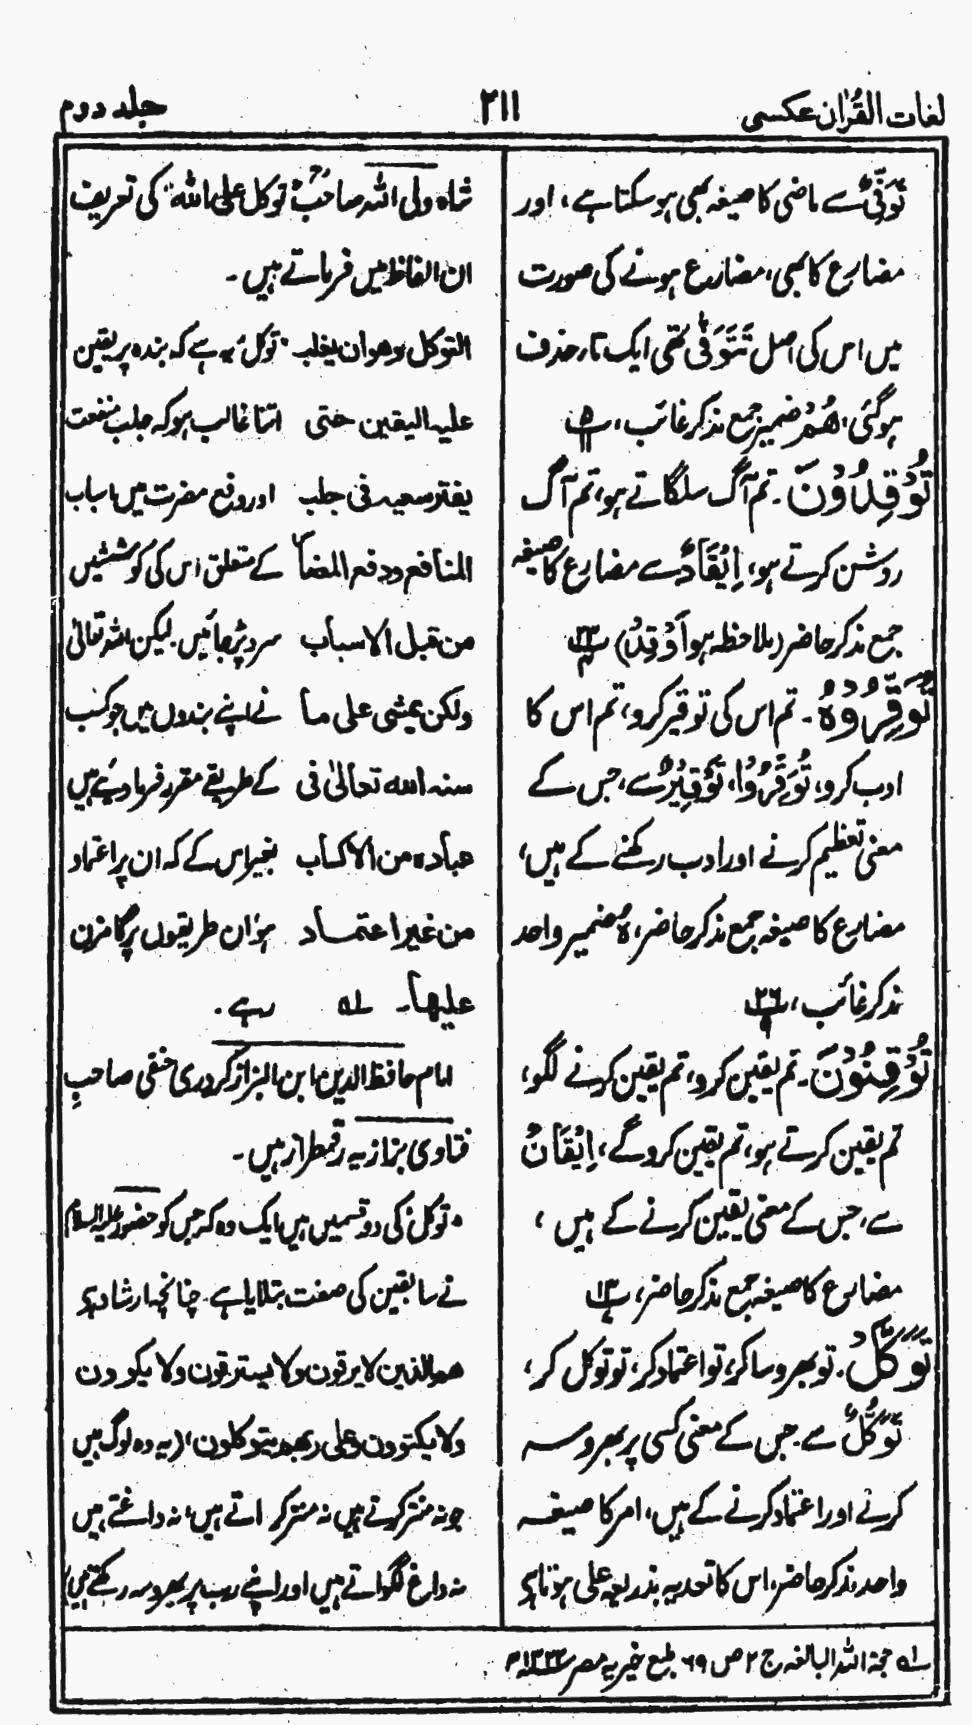 لغات القرآن عکسی
۲۱۱
جلد دوم
تَوَفِّیْ سے ماضی کا صیغہ بھی ہو سکتا ہے، اور
مضارع کا بھی، مضارع ہونے کی صورت
میں اس کی اصل تَتَوَفّٰی تھی ایک تار حذف
ہو گئی، ھُمْ ضمیر جمع مذکر غائب،
تُوْقِدُوْنَ۔ تم آگ سلگاتے ہو، تم آگ
روشن کرتے ہو، اِیْقَادٌ سے مضارع کا صیغہ
جمع مذکر حاضر (ملاحظہ ہو اَوْقِدْ)
تُوَقِّرُوْہُ۔ تم اس کی توقیر کرو، تم اس کا
ادب کرو، تُوَقِّرُوْا، تَوْقِیْرٌ سے، جس کے
معنی تعظیم کرنے اور ادب رکھنے کے ہیں،
مضارع کا صیغہ جمع مذکر حاضر، ہُ ضمیر واحد
مذکر غائب، پ۲۶ ۹
تُوْقِنُوْنَ۔ تم یقین کرو، تم یقین کرنے لگو،
تم یقین کرتے ہو، تم یقین کرو گے، اِیْقَانٌ
سے، جس کے معنی یقین کرنے کے ہیں،
مضارع کا صیغہ جمع مذکر حاضر، پ۱۳
تَوَکَّلْ۔ تو بھروسا کر، تو اعتماد کر، تو توکل کر،
تَوَکُّلٌ سے۔ جس کے معنی کسی پر بھروسہ
کرنے اور اعتماد کرنے کے ہیں، امر کا صیغہ
واحد مذکر حاضر، اس کا تعدیہ بذریعہ علی ہوتا ہے
شاہ ولی اللہ صاحبؒ توکل علی اللہ کی تعریف
ان الفاظ میں فرماتے ہیں۔
التوکل وھو ان یغلب "توکل" یہ ہے کہ بندہ پر یقین
علیہ الیقین حتی اتنا غالب ہو کہ جلب منفعت
یفتر سعیہ فی جلب اور دفع مضرت میں اسباب
المنافع و دفع المضار کے متعلق اس کی کوششیں
من قبل الاسباب سرد پڑ جائیں۔ لیکن اللہ تعالیٰ
ولکن یمشی علی ما نے اپنے بندوں میں جو کسب
سنہ اللہ تعالیٰ فی کے طریقے مقرر فرما دیئے ہیں
عبادہ من الاکساب بغیر اس کے کہ ان پر اعتماد
من غیر اعتماد ہو، ان طریقوں پر گامزن
علیھا۔ ۱ھ رہے۔
امام حافظ الدین ابن البزاز کردری حنفی صاحبِ
فتاوی بزازیہ رقمطراز ہیں۔
"توکل" کی دو قسمیں ہیں ایک وہ کہ جس کو حضور علیہ السلام
نے سابقین کی صفت بتلایا ہے۔ چنانچہ ارشاد ہے
ھم الذین لا یرقون ولا یسترقون ولا یکوون
ولا یکتوون وعلی ربھم یتوکلون، (یہ وہ لوگ ہیں
جو نہ منتر کرتے ہیں نہ منتر کراتے ہیں، نہ داغتے ہیں
نہ داغ لگواتے ہیں اور اپنے رب پر بھروسہ رکھتے ہیں)
۱ھ حجۃ اللہ البالغہ ج ۲ ص ۶۹ طبع خیریہ مصر